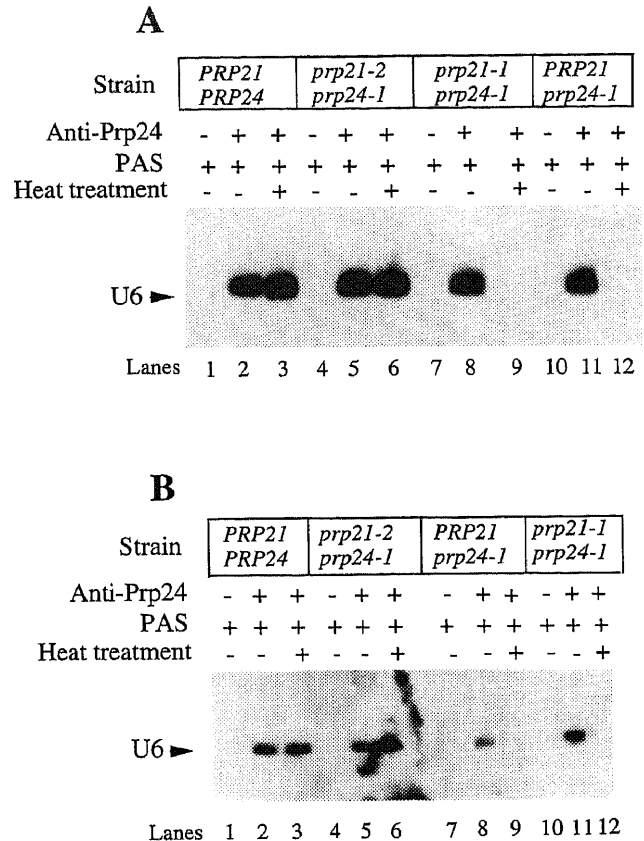 A
Strain PRP21 prp21-2 prp21-1 PRP21
PRP24 prp24-1 prp24-1 prp24-1
Anti-Prp24 - + + - + + - + + - + +
PAS + + + + + + + + + + + +
Heat treatment - - + - - + - - + - - +
U6
Lanes 1 2 3 4 5 6 7 8 9 10 11 12
B
Strain PRP21 prp21-2 PRP21 prp21-1
PRP24 prp24-1 prp24-1 prp24-1
Anti-Prp24 - + + - + + - + + - + +
PAS + + + + + + + + + + + +
Heat treatment - - + - - + - - + - - +
U6
Lanes 1 2 3 4 5 6 7 8 9 10 11 12